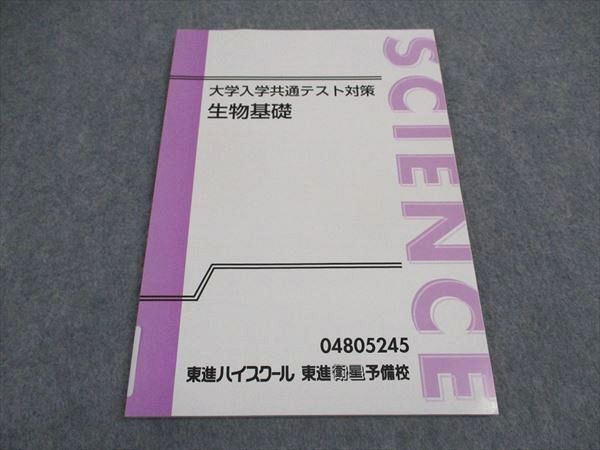 大学入学共通テスト対策
生物基礎
SCIENCE
04805245
東進ハイスクール 東進衛星予備校